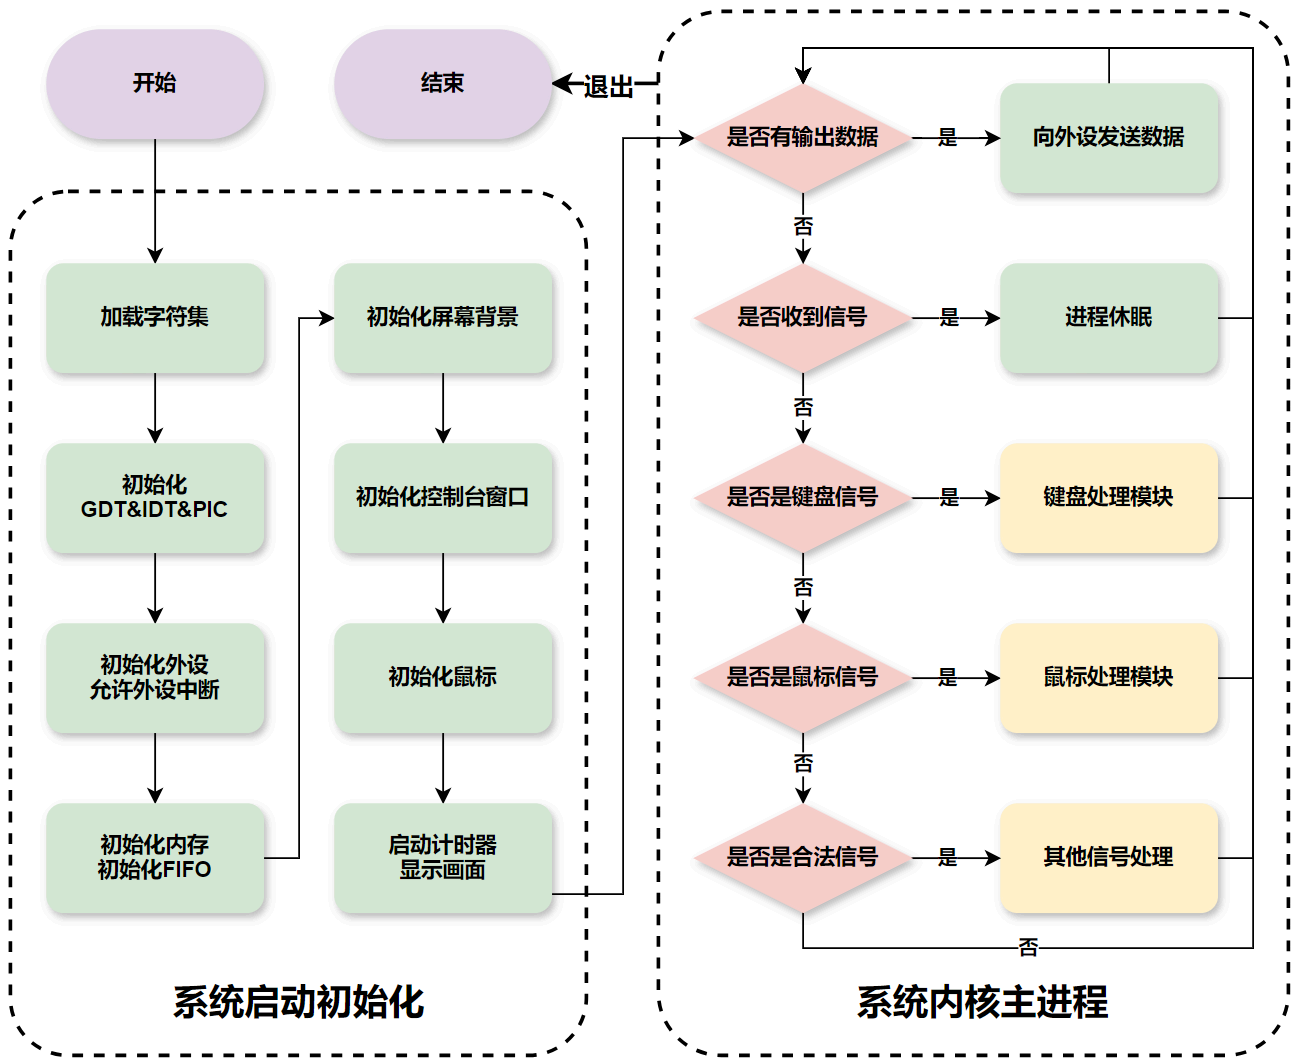 开始
结束
退出
加载字符集
初始化
GDT&IDT&PIC
初始化外设
允许外设中断
初始化内存
初始化FIFO
初始化屏幕背景
初始化控制台窗口
初始化鼠标
启动计时器
显示画面
系统启动初始化
是否有输出数据
是
向外设发送数据
否
是否收到信号
是
进程休眠
否
是否是键盘信号
是
键盘处理模块
否
是否是鼠标信号
是
鼠标处理模块
否
是否是合法信号
是
其他信号处理
否
系统内核主进程